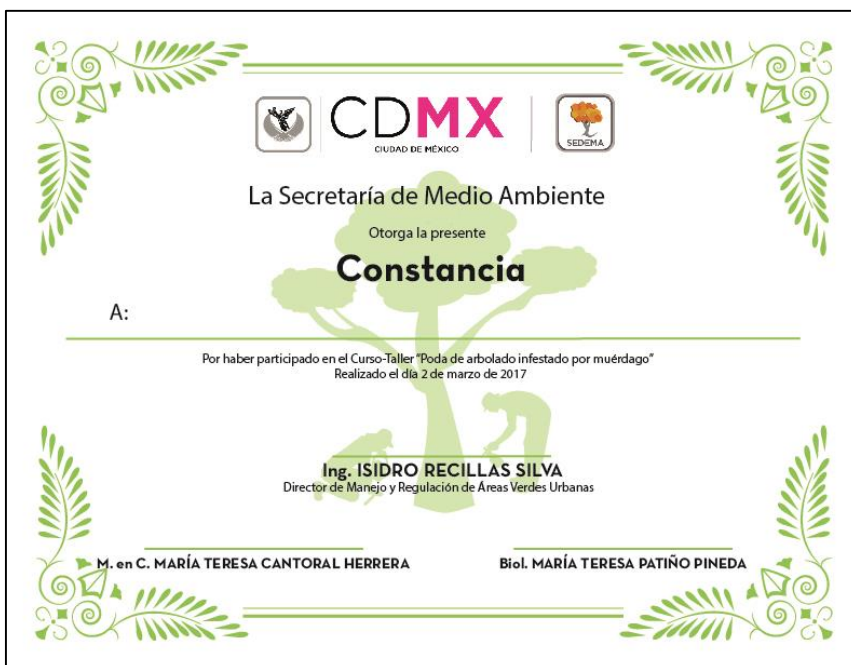 CDMX
CIUDAD DE MÉXICO
SEDEMA
La Secretaría de Medio Ambiente
Otorga la presente
Constancia
A:
Por haber participado en el Curso-Taller "Poda de arbolado infestado por muérdago"
Realizado el día 2 de marzo de 2017
Ing. ISIDRO RECILLAS SILVA
Director de Manejo y Regulación de Áreas Verdes Urbanas
M. en C. MARÍA TERESA CANTORAL HERRERA
Biol. MARÍA TERESA PATIÑO PINEDA